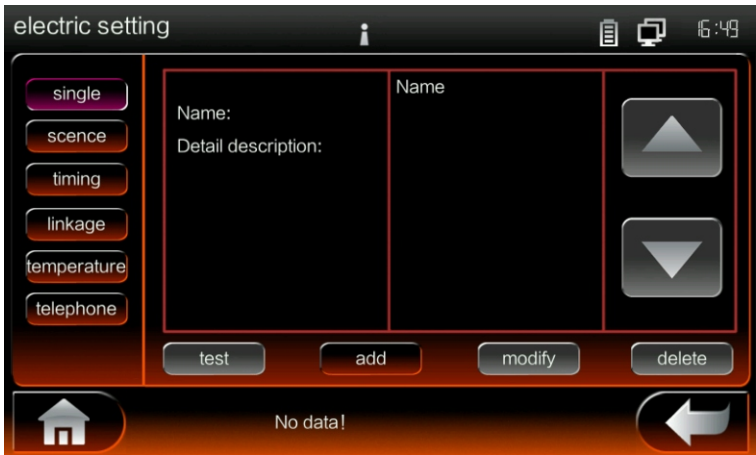 electric setting
16:49
single
scence
timing
linkage
temperature
telephone
Name:
Detail description:
Name
test
add
modify
delete
No data!